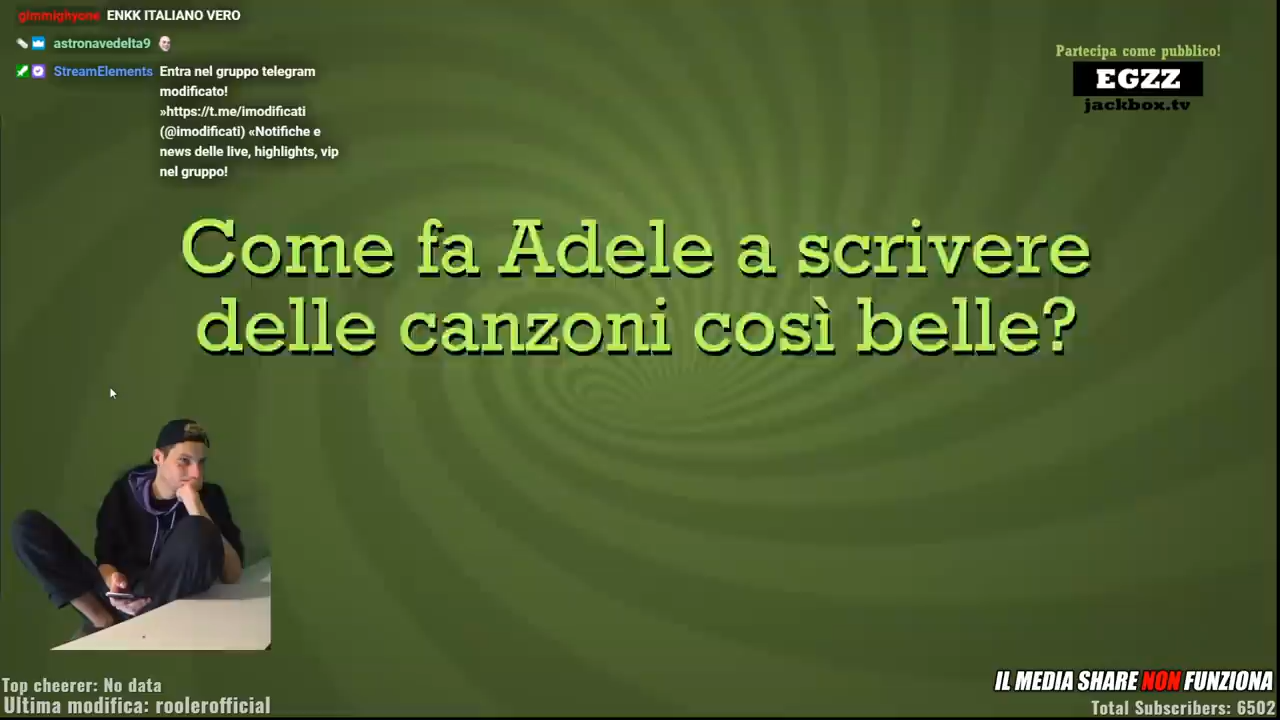 gimmighyone ENKK ITALIANO VERO
astronavedelta9
StreamElements Entra nel gruppo telegram
modificato!
»https://t.me/imodificati
(@imodificati) «Notifiche e
news delle live, highlights, vip
nel gruppo!
Partecipa come pubblico!
EGZZ
jackbox.tv
Come fa Adele a scrivere
delle canzoni così belle?
Top cheerer: No data
Ultima modifica: roolerofficial
IL MEDIA SHARE NON FUNZIONA
Total Subscribers: 6502